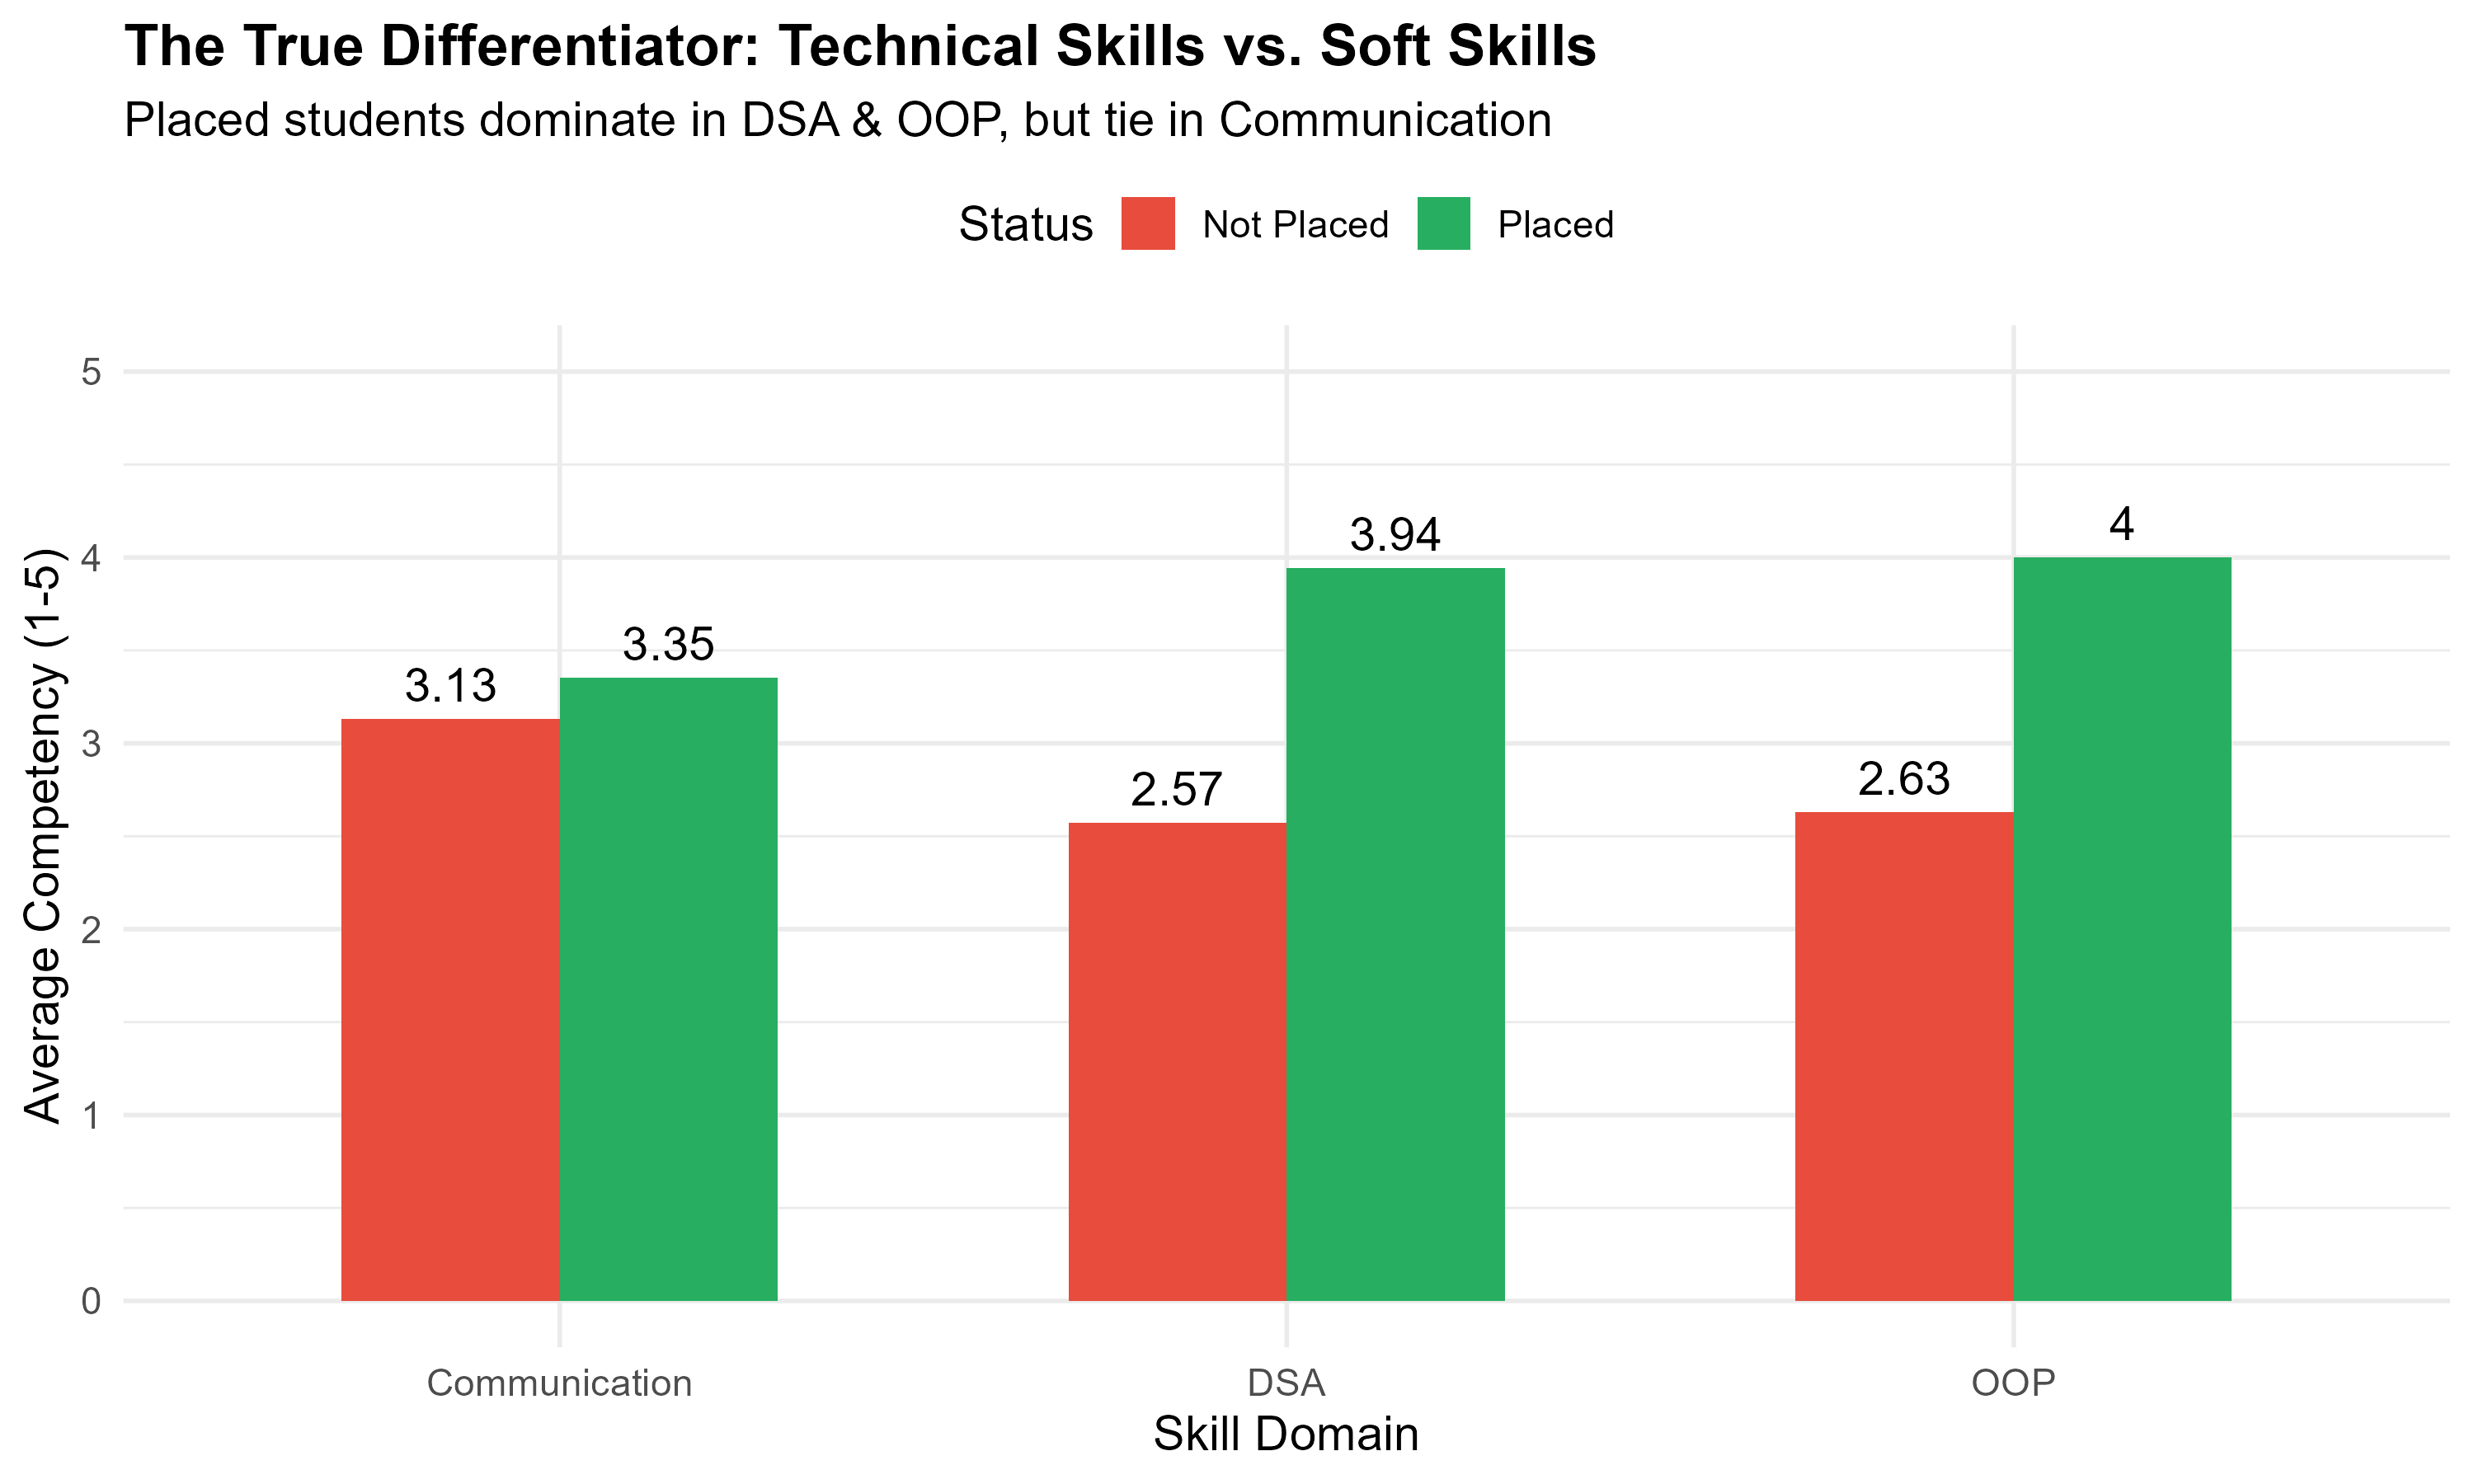 The True Differentiator: Technical Skills vs. Soft Skills
Placed students dominate in DSA & OOP, but tie in Communication
Status Not Placed Placed
Average Competency (1-5)
5
4
3
2
1
0
3.13
3.35
2.57
3.94
2.63
4
Communication DSA OOP
Skill Domain